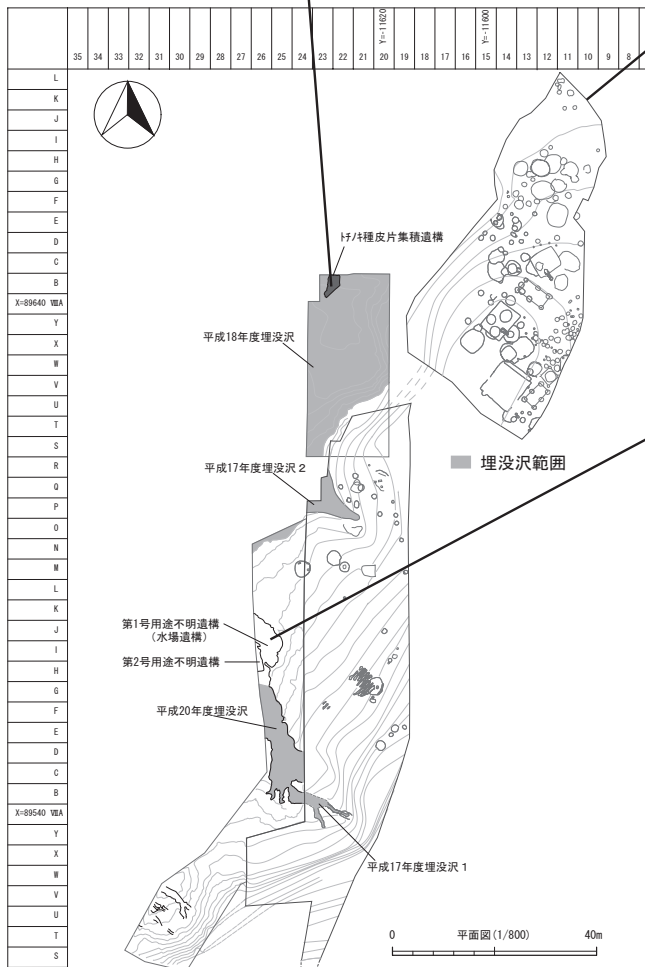 Y=-11620
Y=-11600
35 34 33 32 31 30 29 28 27 26 25 24 23 22 21 20 19 18 17 16 15 14 13 12 11 10 9 8
L
K
J
I
H
G
F
E
D
C
B
X=89640 ⅧA
Y
X
W
V
U
T
S
R
Q
P
O
N
M
L
K
J
I
H
G
F
E
D
C
B
X=89540 ⅦA
Y
X
W
V
U
T
S
トチノキ種皮片集積遺構
平成18年度埋没沢
平成17年度埋没沢2
埋没沢範囲
第1号用途不明遺構
(水場遺構)
第2号用途不明遺構
平成20年度埋没沢
平成17年度埋没沢1
0 平面図(1/800) 40m